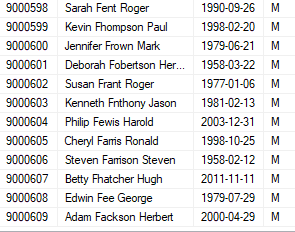 9000598 Sarah Fent Roger 1990-09-26 M
9000599 Kevin Fhompson Paul 1998-02-20 M
9000600 Jennifer Frown Mark 1979-06-21 M
9000601 Deborah Fobertson Her... 1958-03-22 M
9000602 Susan Frant Roger 1977-01-06 M
9000603 Kenneth Fnthony Jason 1981-02-13 M
9000604 Philip Fewis Harold 2003-12-31 M
9000605 Cheryl Farris Ronald 1998-10-25 M
9000606 Steven Farrison Steven 1958-02-12 M
9000607 Betty Fhatcher Hugh 2011-11-11 M
9000608 Edwin Fee George 1979-07-29 M
9000609 Adam Fackson Herbert 2000-04-29 M